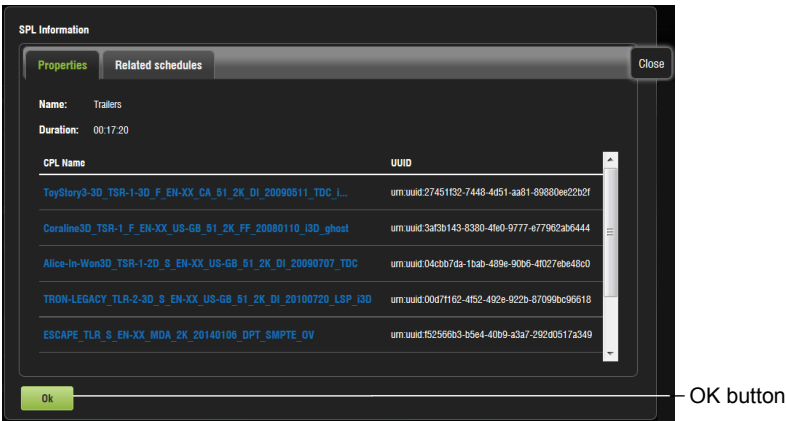 SPL Information
Properties Related schedules Close
Name: Trailers
Duration: 00:17:20
CPL Name UUID
ToyStory3-3D_TSR-1-3D_F_EN-XX_CA_51_2K_DI_20090511_TDC_i... urn:uuid:27451f32-7448-4d51-aa81-89880ee22b2f
Coraline3D_TSR-1_F_EN-XX_US-GB_51_2K_FF_20080110_i3D_ghost urn:uuid:3af3b143-8380-4fe0-9777-e77962ab6444
Alice-In-Won3D_TSR-1-2D_S_EN-XX_US-GB_51_2K_DI_20090707_TDC urn:uuid:04cbb7da-1bab-489e-90b6-4f027ebe48c0
TRON-LEGACY_TLR-2-3D_S_EN-XX_US-GB_51_2K_DI_20100720_LSP_i3D urn:uuid:00d7f162-4f52-492e-922b-87099bc96618
ESCAPE_TLR_S_EN-XX_MDA_2K_20140106_DPT_SMPTE_OV urn:uuid:f52566b3-b5e4-40b9-a3a7-292d0517a349
Ok OK button